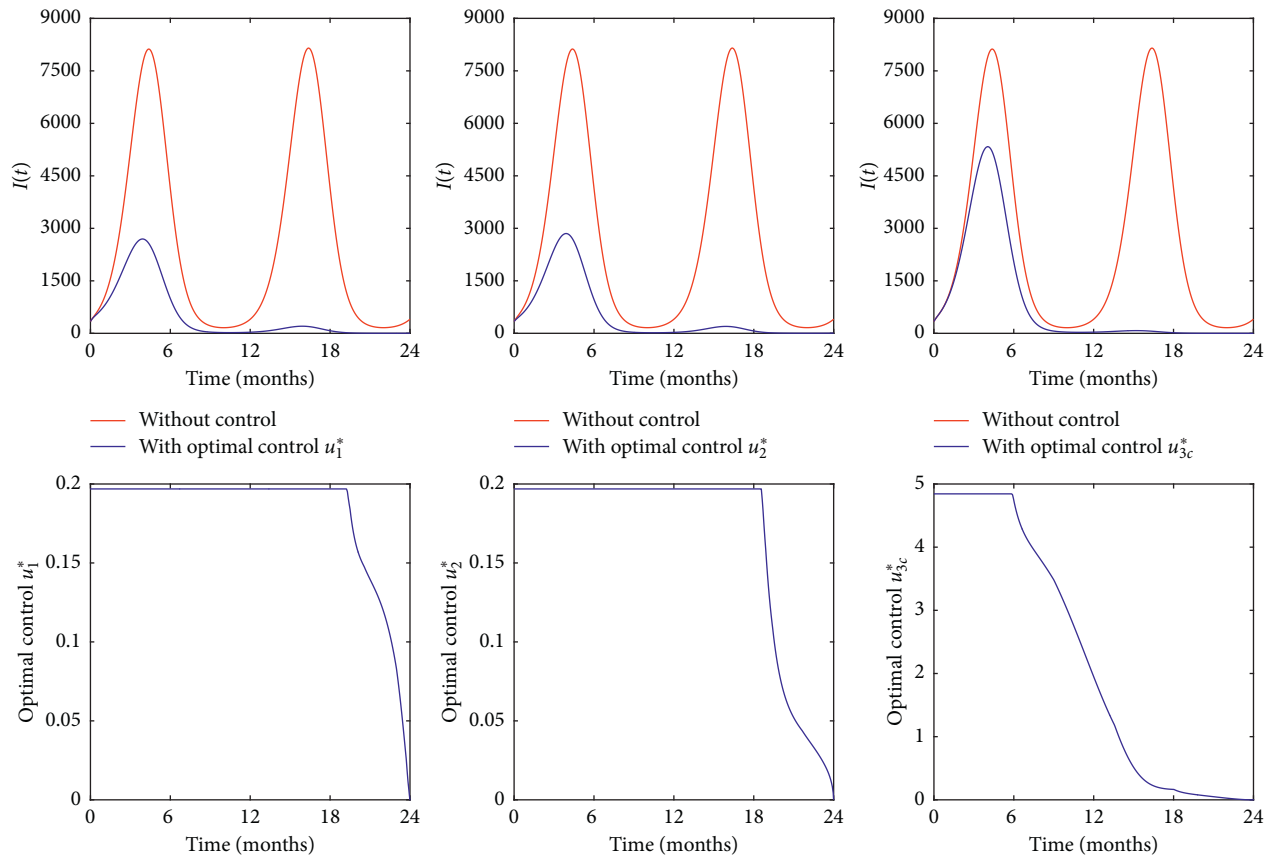 9000
7500
6000
4500
3000
1500
0
I(t)
0 6 12 18 24
Time (months)
Without control
With optimal control u₁*
9000
7500
6000
4500
3000
1500
0
I(t)
0 6 12 18 24
Time (months)
Without control
With optimal control u₂*
9000
7500
6000
4500
3000
1500
0
I(t)
0 6 12 18 24
Time (months)
Without control
With optimal control u₃c*
0.2
0.15
0.1
0.05
0
Optimal control u₁*
0 6 12 18 24
Time (months)
0.2
0.15
0.1
0.05
0
Optimal control u₂*
0 6 12 18 24
Time (months)
5
4
3
2
1
0
Optimal control u₃c*
0 6 12 18 24
Time (months)